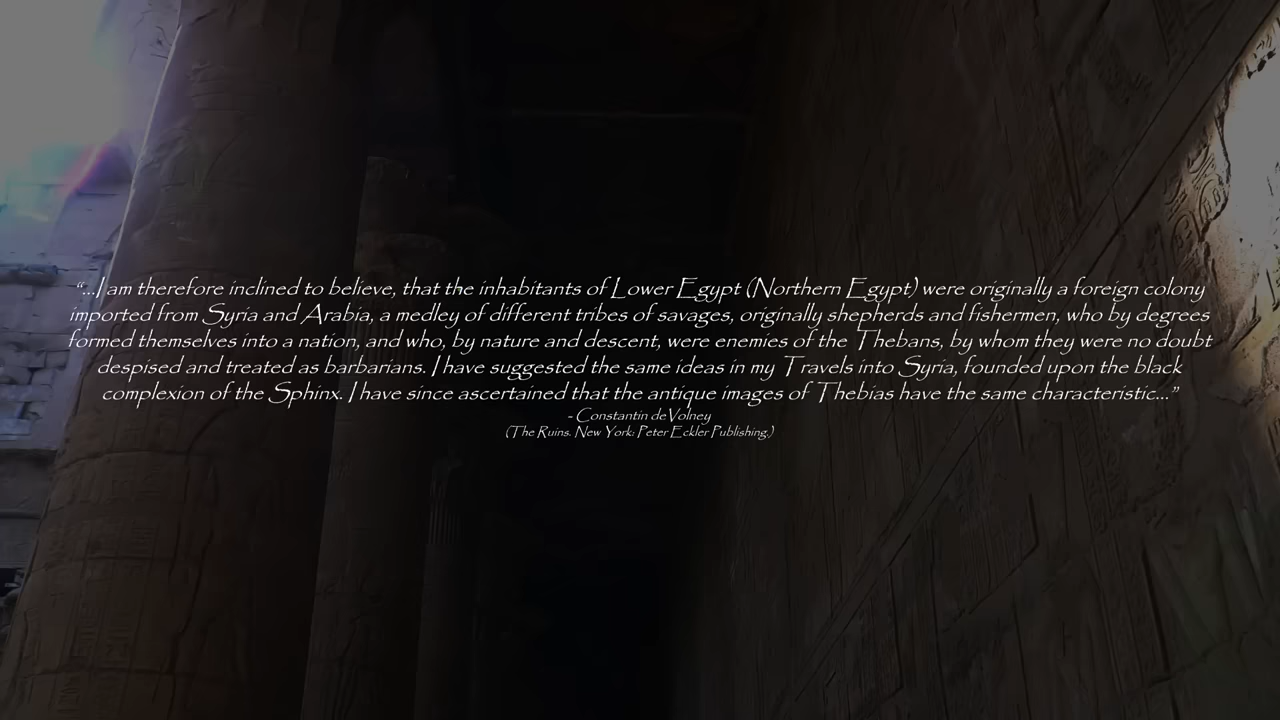 “...I am therefore inclined to believe, that the inhabitants of Lower Egypt (Northern Egypt) were originally a foreign colony
imported from Syria and Arabia, a medley of different tribes of savages, originally shepherds and fishermen, who by degrees
formed themselves into a nation, and who, by nature and descent, were enemies of the Thebans, by whom they were no doubt
despised and treated as barbarians. I have suggested the same ideas in my Travels into Syria, founded upon the black
complexion of the Sphinx. I have since ascertained that the antique images of Thebias have the same characteristic...”
- Constantin deVolney
(The Ruins. New York: Peter Eckler Publishing.)